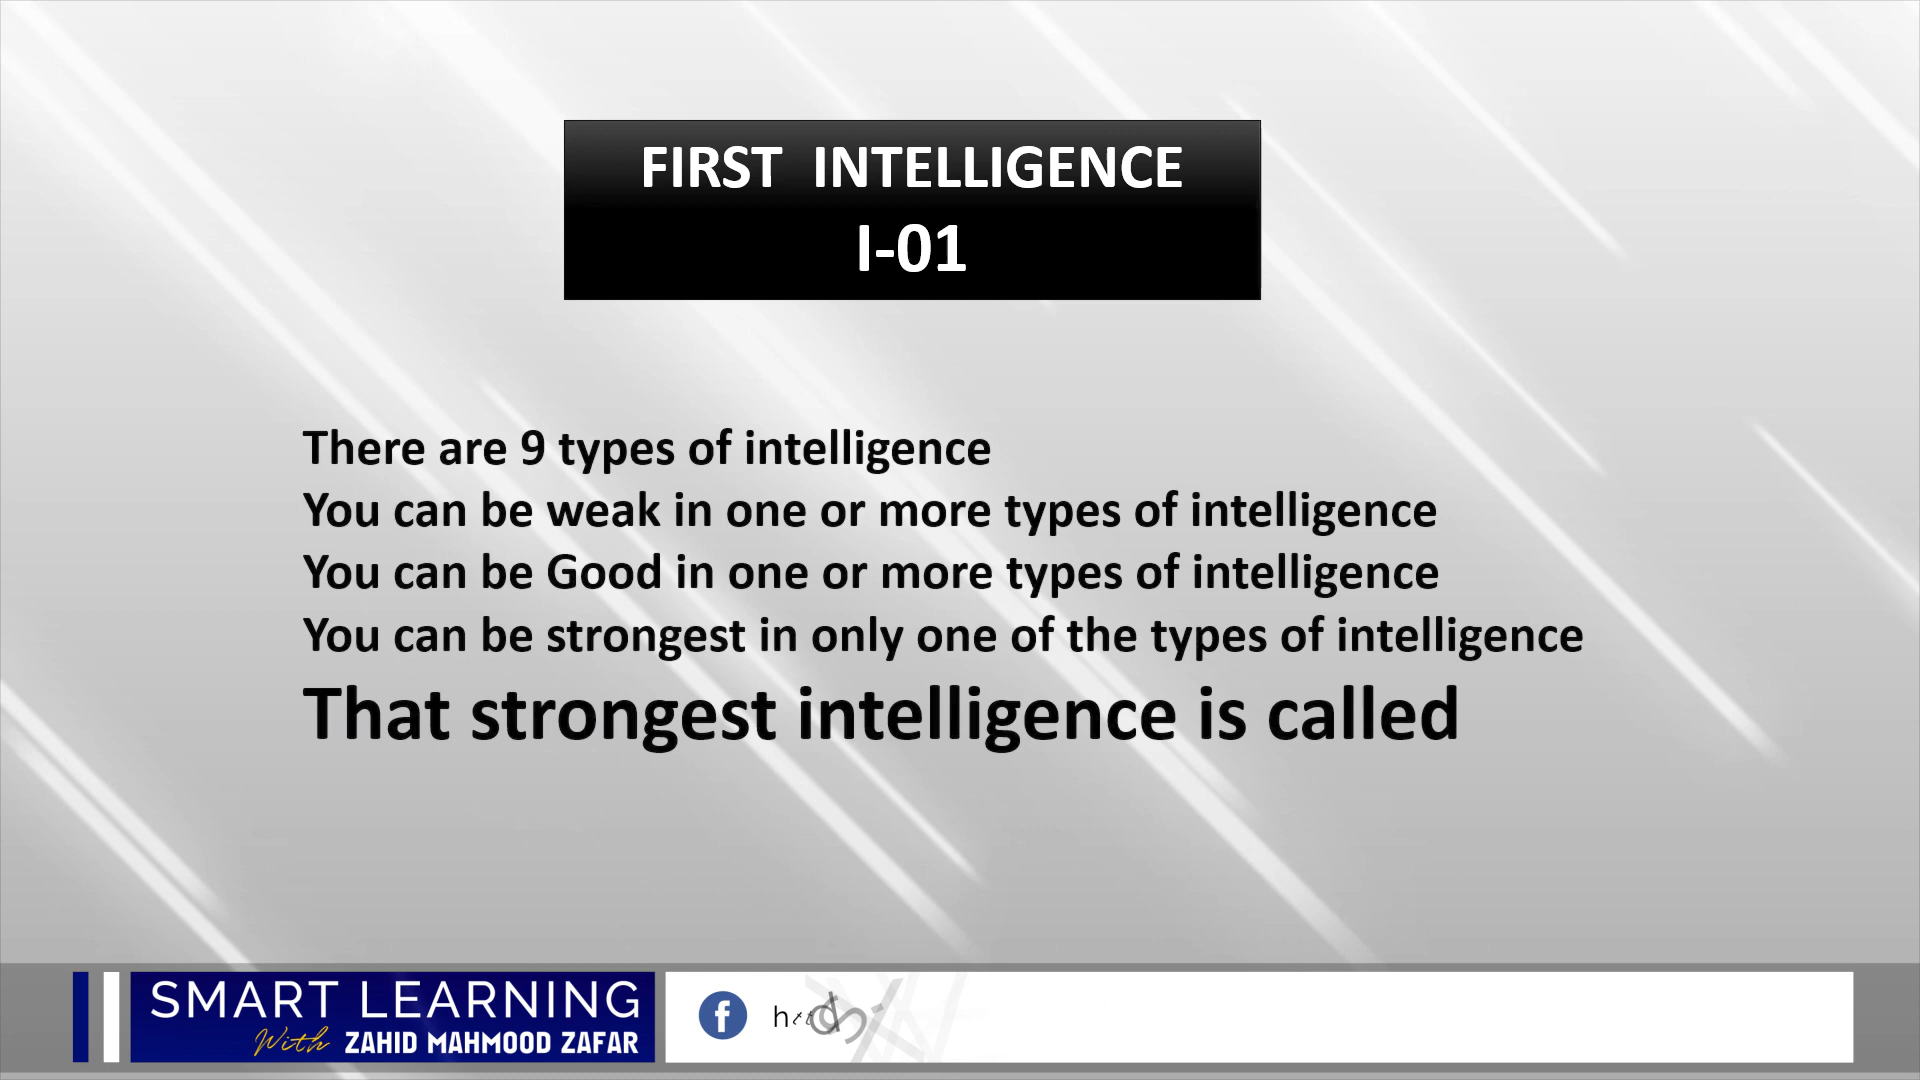 FIRST INTELLIGENCE
I-01
There are 9 types of intelligence
You can be weak in one or more types of intelligence
You can be Good in one or more types of intelligence
You can be strongest in only one of the types of intelligence
That strongest intelligence is called
SMART LEARNING
With ZAHID MAHMOOD ZAFAR